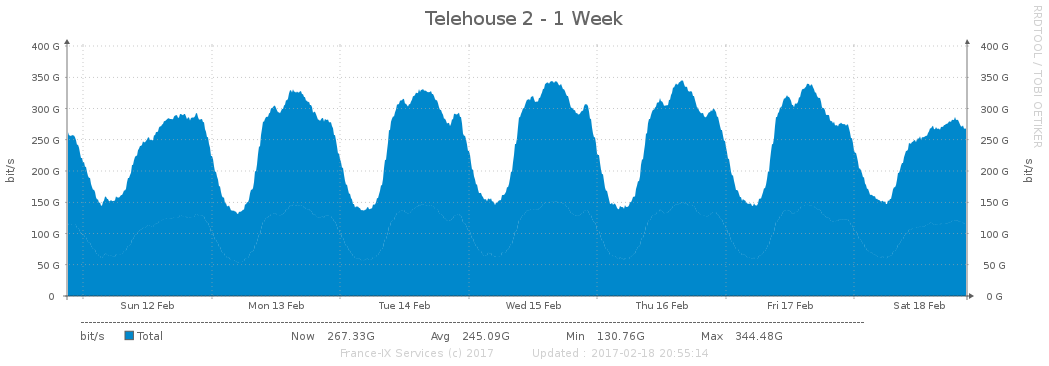 Telehouse 2 - 1 Week
RRDTOOL / TOBI OETIKER
400 G 400 G
350 G 350 G
300 G 300 G
250 G 250 G
200 G 200 G
150 G 150 G
100 G 100 G
50 G 50 G
0 0 G
bit/s
bit/s
Sun 12 Feb Mon 13 Feb Tue 14 Feb Wed 15 Feb Thu 16 Feb Fri 17 Feb Sat 18 Feb
bit/s Total Now 267.33G Avg 245.09G Min 130.76G Max 344.48G
France-IX Services (c) 2017 Updated : 2017-02-18 20:55:14